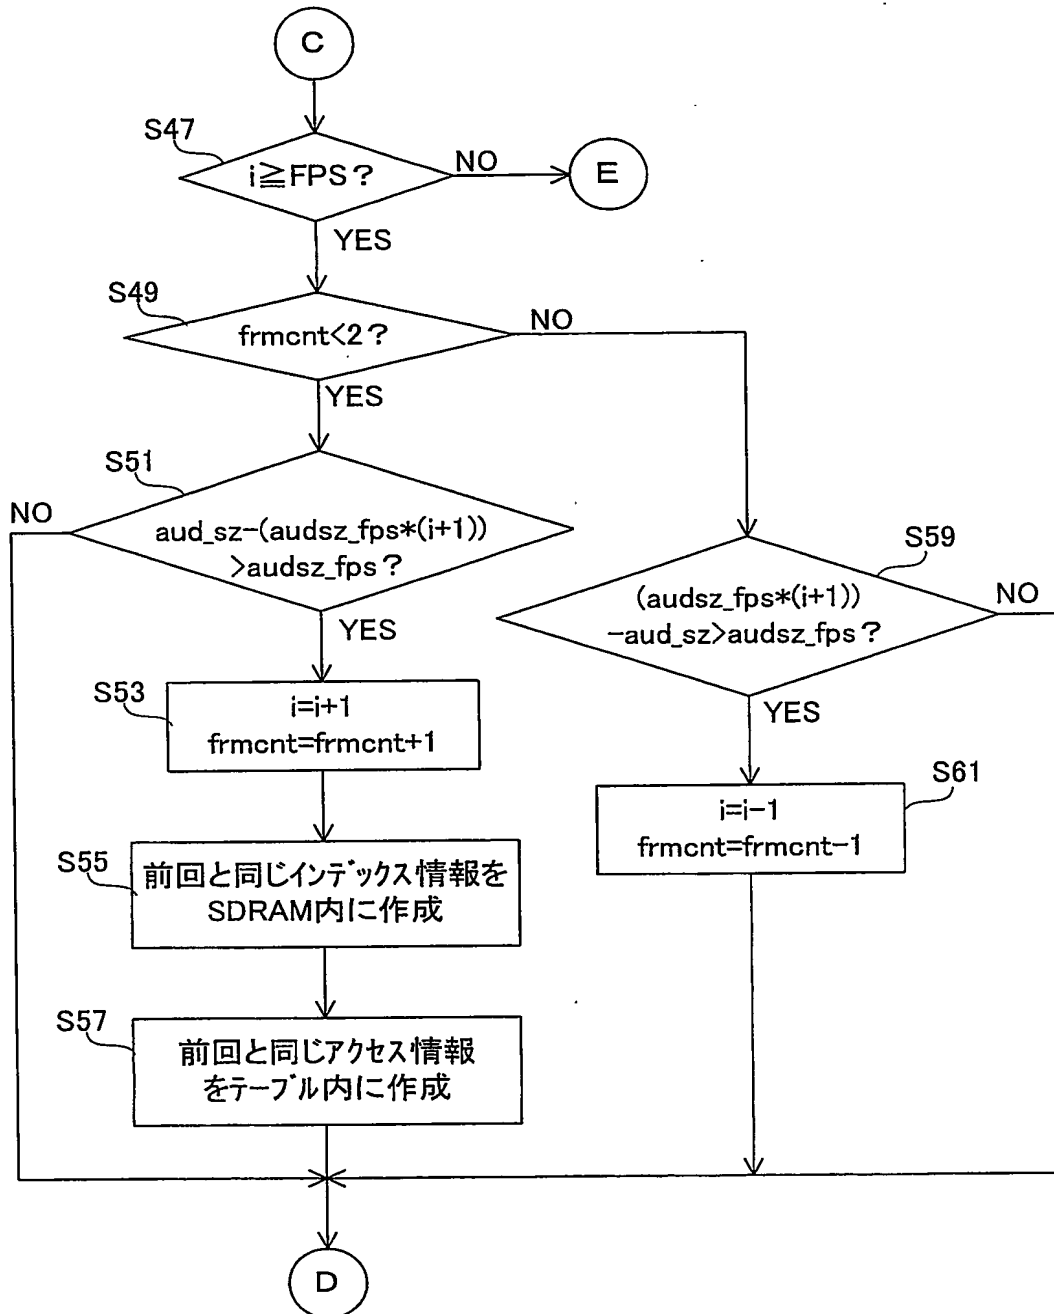 C
S47
i≧FPS?
NO
E
YES
S49
frmcnt<2?
NO
YES
S51
NO
aud_sz-(audsz_fps*(i+1))
>audsz_fps?
YES
S59
(audsz_fps*(i+1))
-aud_sz>audsz_fps?
NO
YES
S53
i=i+1
frmcnt=frmcnt+1
S61
i=i-1
frmcnt=frmcnt-1
S55
前回と同じインデックス情報を
SDRAM内に作成
S57
前回と同じアクセス情報
をテーブル内に作成
D